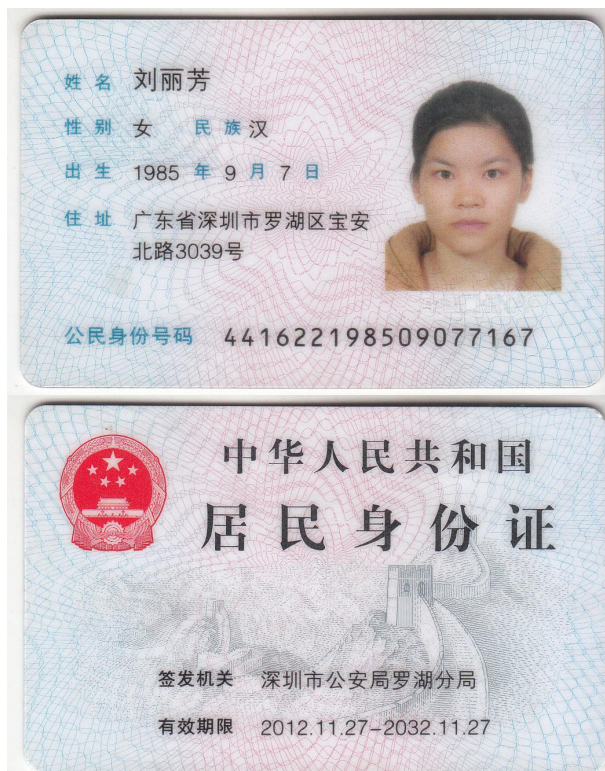 姓名 刘丽芳
性别 女 民族 汉
出生 1985 年 9 月 7 日
住址 广东省深圳市罗湖区宝安
北路3039号
公民身份号码 441622198509077167
中华人民共和国
居民身份证
签发机关 深圳市公安局罗湖分局
有效期限 2012.11.27-2032.11.27